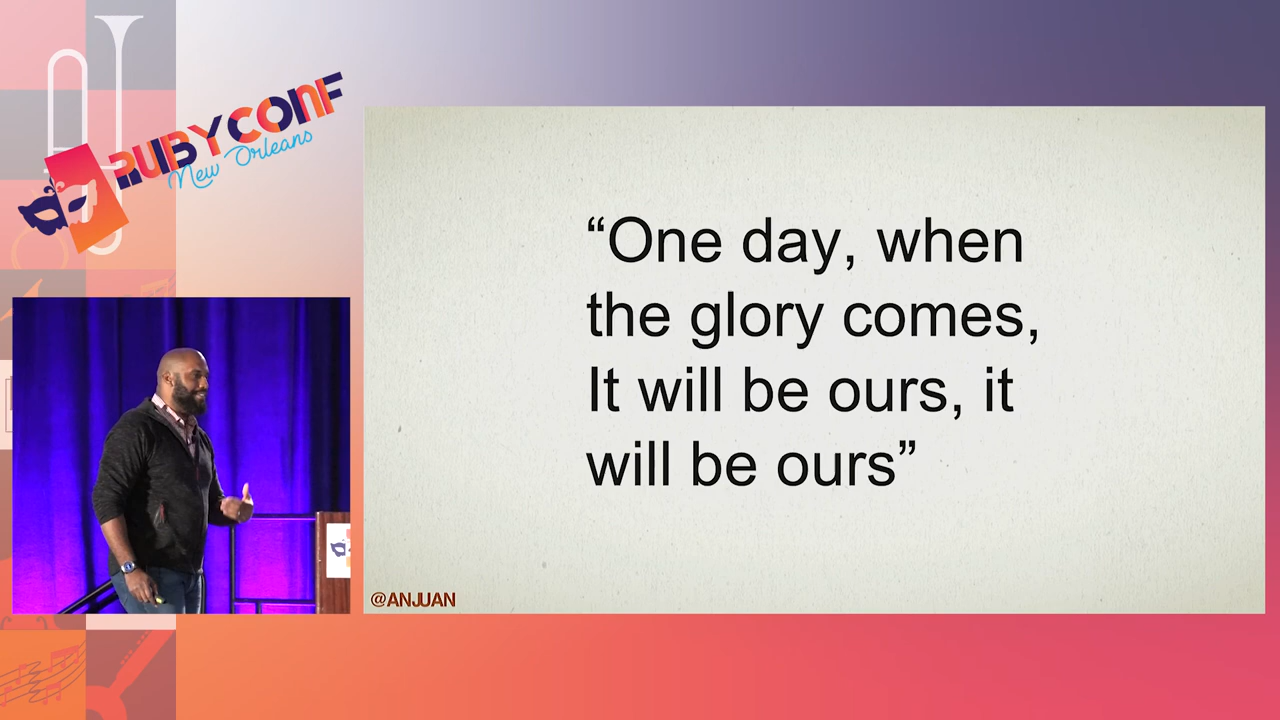 RUBYCONF
New Orleans
“One day, when
the glory comes,
It will be ours, it
will be ours”
@ANJUAN